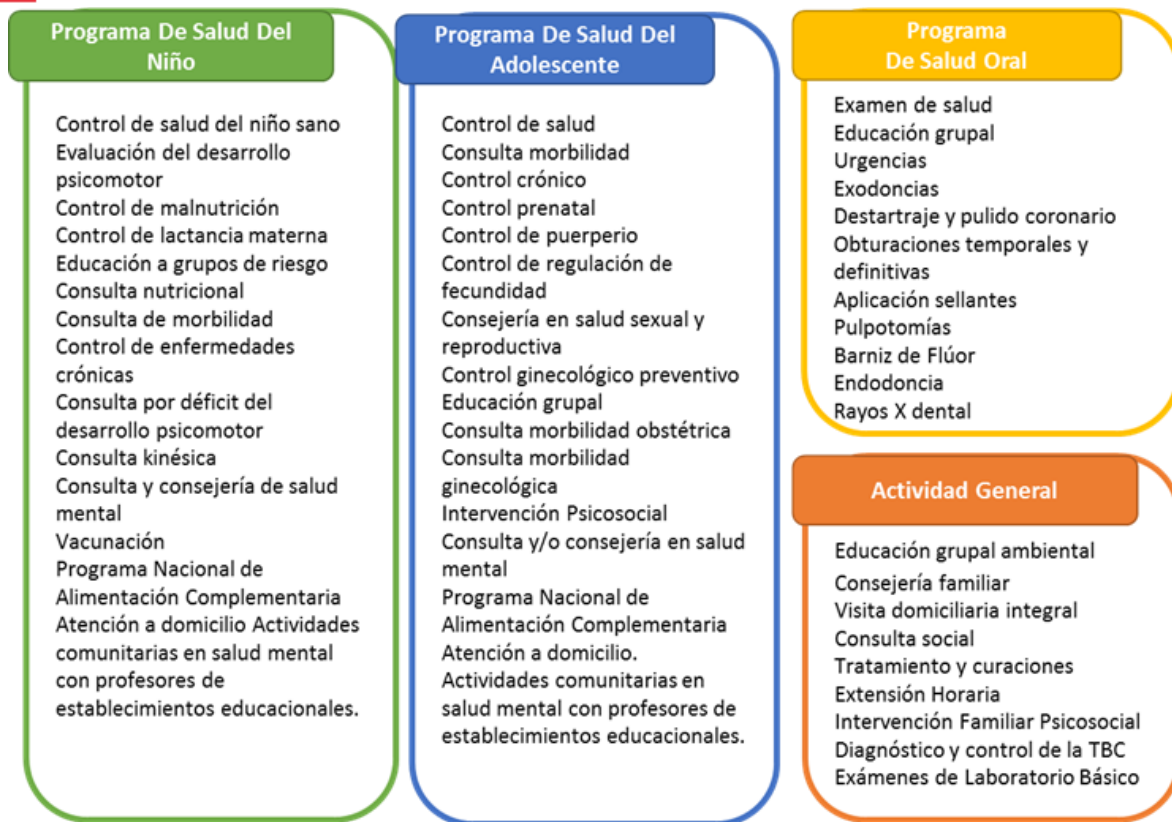 Programa De Salud Del
Niño
Control de salud del niño sano
Evaluación del desarrollo
psicomotor
Control de malnutrición
Control de lactancia materna
Educación a grupos de riesgo
Consulta nutricional
Consulta de morbilidad
Control de enfermedades
crónicas
Consulta por déficit del
desarrollo psicomotor
Consulta kinésica
Consulta y consejería de salud
mental
Vacunación
Programa Nacional de
Alimentación Complementaria
Atención a domicilio Actividades
comunitarias en salud mental
con profesores de
establecimientos educacionales.
Programa De Salud Del
Adolescente
Control de salud
Consulta morbilidad
Control crónico
Control prenatal
Control de puerperio
Control de regulación de
fecundidad
Consejería en salud sexual y
reproductiva
Control ginecológico preventivo
Educación grupal
Consulta morbilidad obstétrica
Consulta morbilidad
ginecológica
Intervención Psicosocial
Consulta y/o consejería en salud
mental
Programa Nacional de
Alimentación Complementaria
Atención a domicilio.
Actividades comunitarias en
salud mental con profesores de
establecimientos educacionales.
Programa
De Salud Oral
Examen de salud
Educación grupal
Urgencias
Exodoncias
Destartraje y pulido coronario
Obturaciones temporales y
definitivas
Aplicación sellantes
Pulpotomías
Barniz de Flúor
Endodoncia
Rayos X dental
Actividad General
Educación grupal ambiental
Consejería familiar
Visita domiciliaria integral
Consulta social
Tratamiento y curaciones
Extensión Horaria
Intervención Familiar Psicosocial
Diagnóstico y control de la TBC
Exámenes de Laboratorio Básico